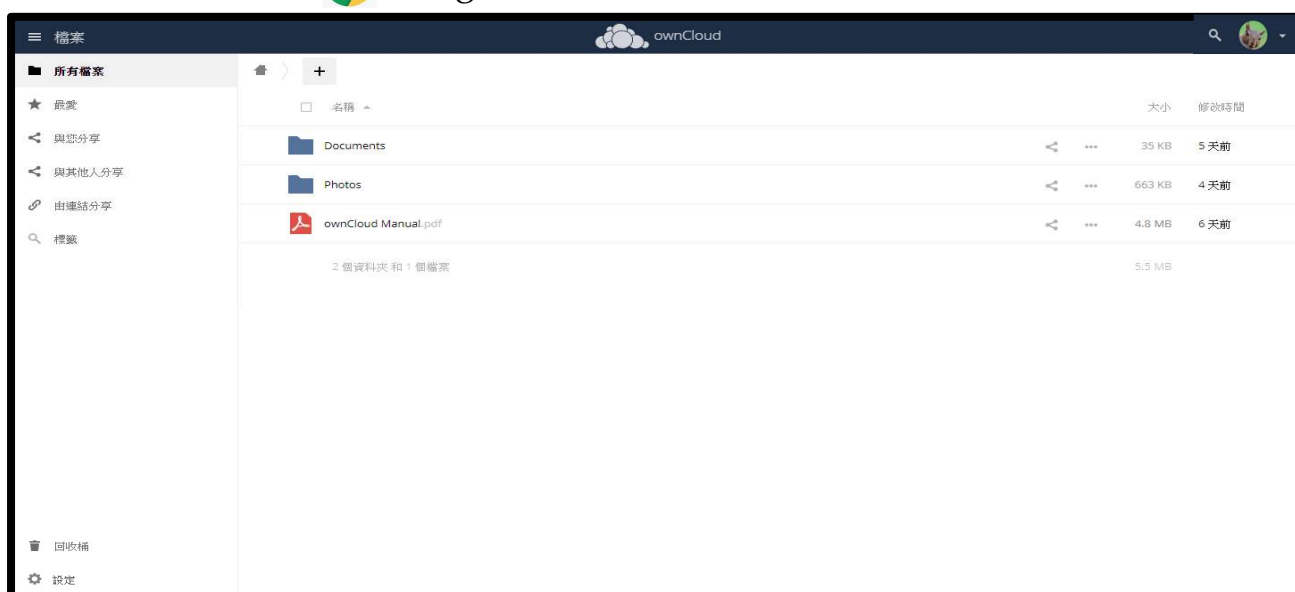 檔案
ownCloud
所有檔案
最愛
與您分享
與其他人分享
由連結分享
標籤
+
名稱
大小
修改時間
Documents
35 KB
5 天前
Photos
663 KB
4 天前
ownCloud Manual.pdf
4.8 MB
6 天前
2 個資料夾 和 1 個檔案
5.5 MB
回收桶
設定